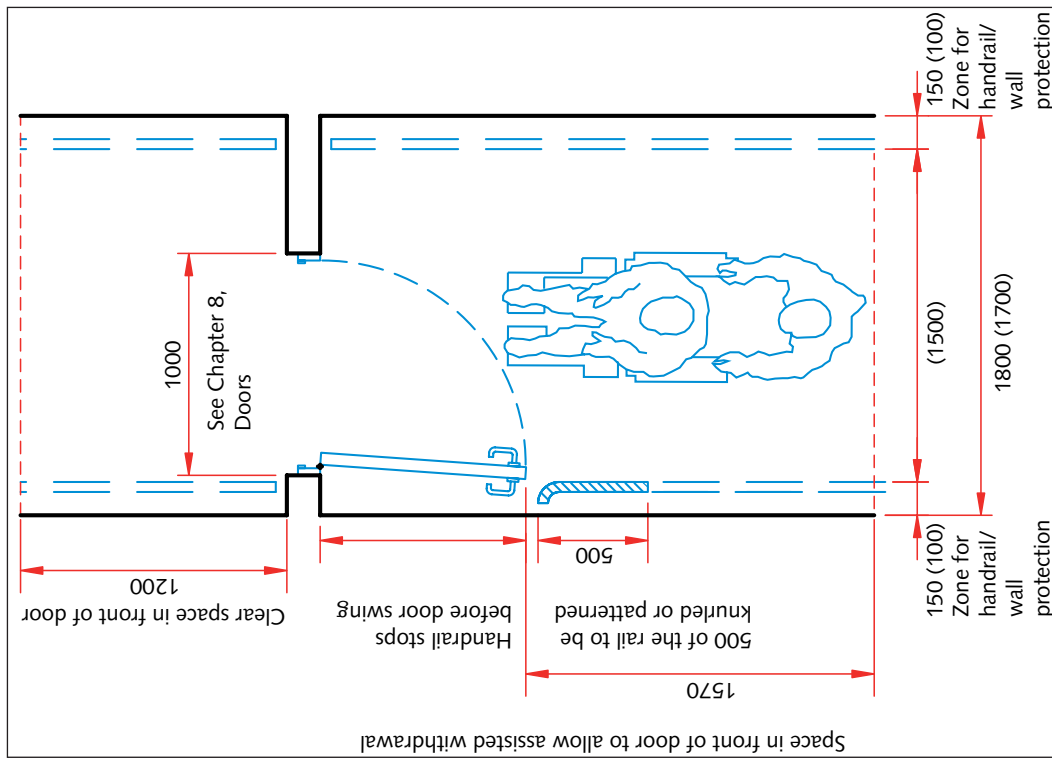 1200
Clear space in front of door
1000
See Chapter 8,
Doors
Handrail stops
before door swing
500
500 of the rail to be
knurled or patterned
1570
Space in front of door to allow assisted withdrawal
150 (100)
Zone for
handrail/
wall
protection
(1500)
1800 (1700)
150 (100)
Zone for
handrail/
wall
protection